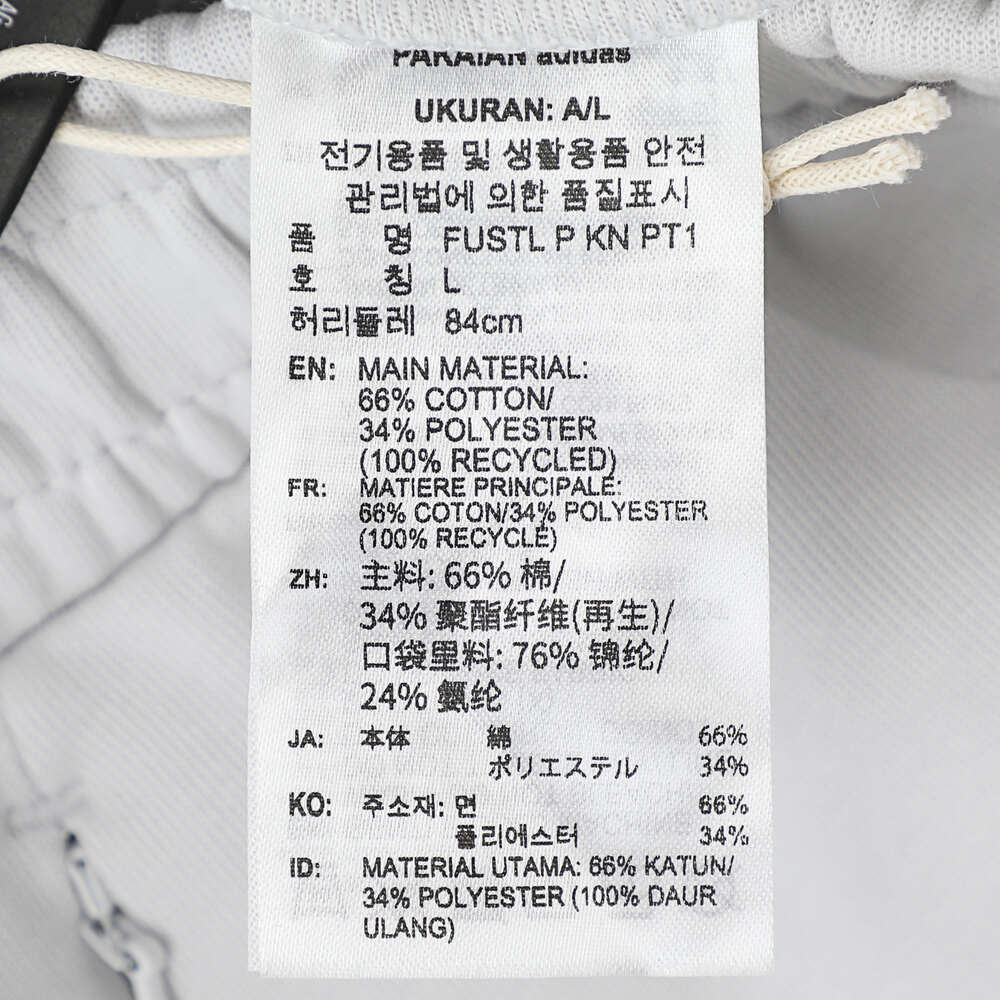 PAKAIAN adidas
UKURAN: A/L
전기용품 및 생활용품 안전
관리법에 의한 품질표시
품 명 FUSTL P KN PT1
호 칭 L
허리둘레 84cm
EN: MAIN MATERIAL:
66% COTTON/
34% POLYESTER
(100% RECYCLED)
FR: MATIERE PRINCIPALE:
66% COTON/34% POLYESTER
(100% RECYCLÉ)
ZH: 主料: 66% 棉/
34% 聚酯纤维(再生)/
口袋里料: 76% 锦纶/
24% 氨纶
JA: 本体 綿 66%
ポリエステル 34%
KO: 주소재: 면 66%
폴리에스터 34%
ID: MATERIAL UTAMA: 66% KATUN/
34% POLYESTER (100% DAUR
ULANG)